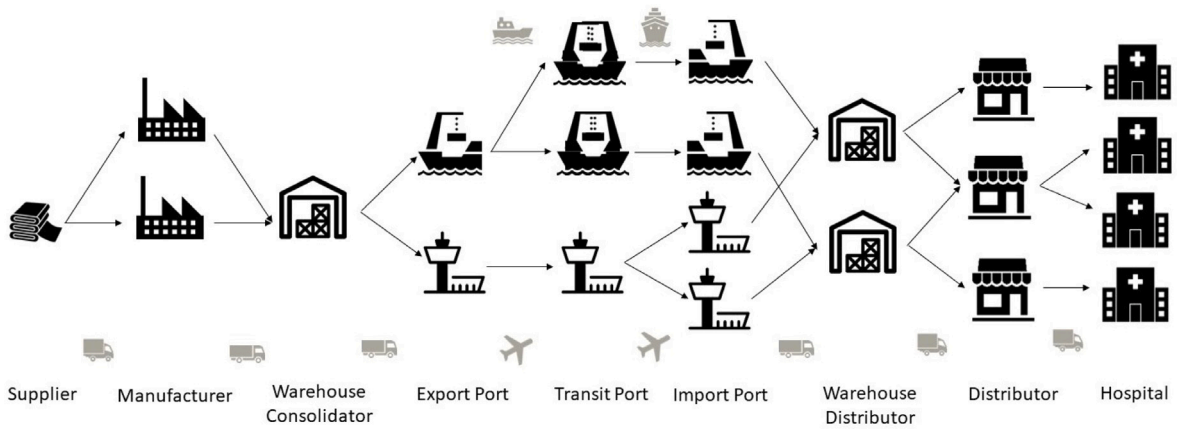 Supplier
Manufacturer
Warehouse
Consolidator
Export Port
Transit Port
Import Port
Warehouse
Distributor
Distributor
Hospital